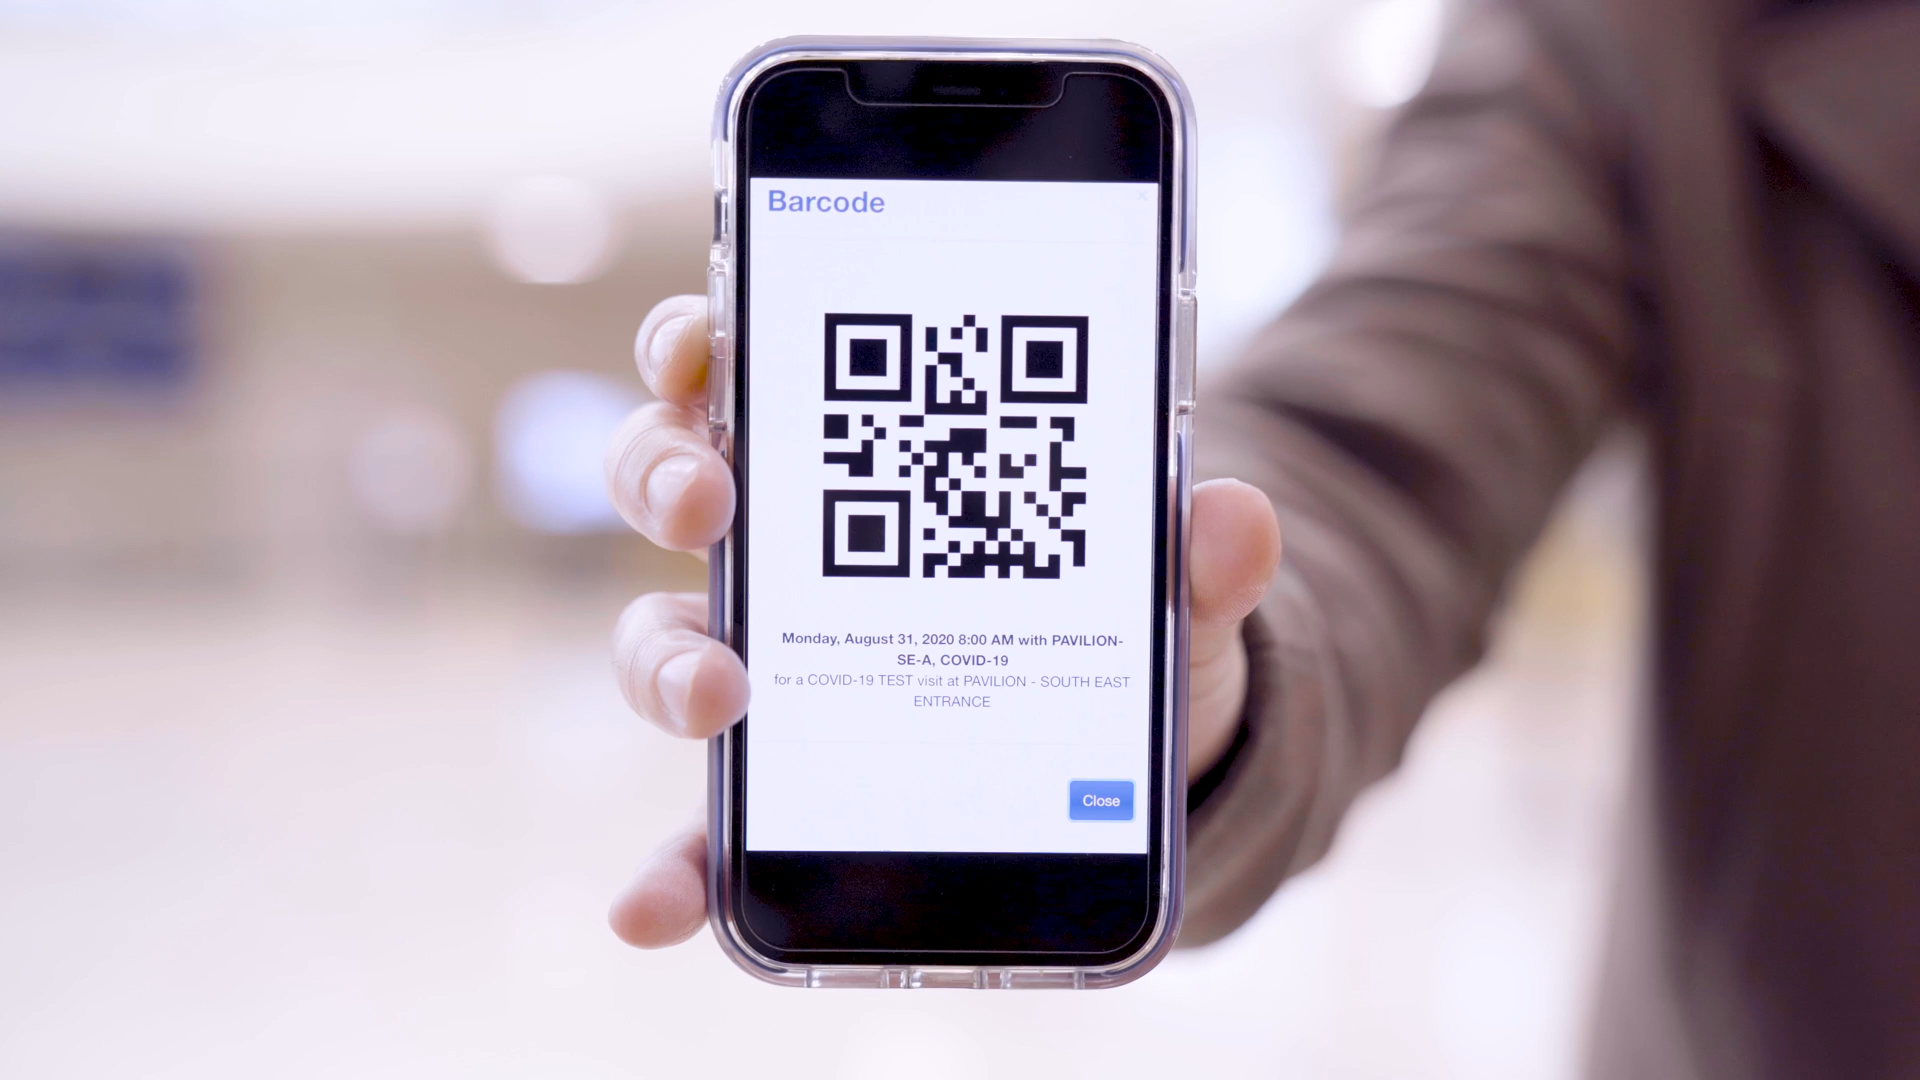 Barcode
Monday, August 31, 2020 8:00 AM with PAVILION-
SE-A, COVID-19
for a COVID-19 TEST visit at PAVILION - SOUTH EAST
ENTRANCE
Close